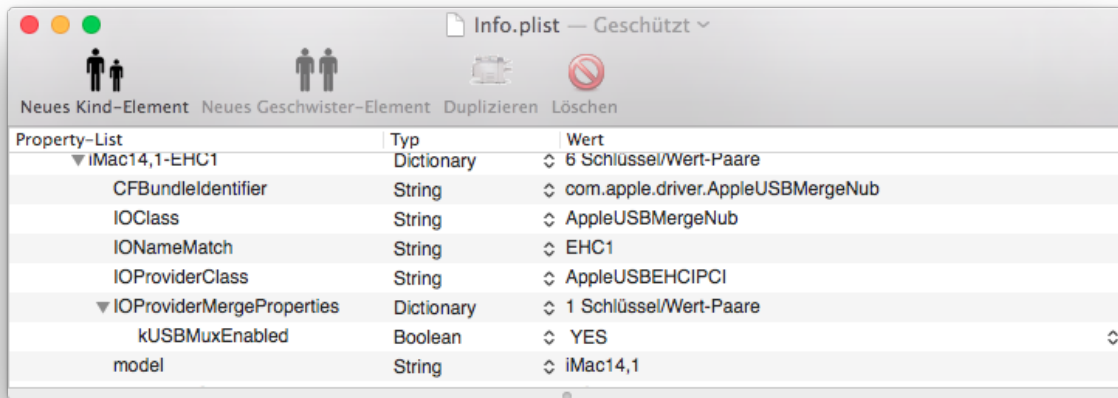 Info.plist — Geschützt
Neues Kind-Element Neues Geschwister-Element Duplizieren Löschen
Property-List Typ Wert
iMac14,1-EHC1 Dictionary 6 Schlüssel/Wert-Paare
CFBundleIdentifier String com.apple.driver.AppleUSBMergeNub
IOClass String AppleUSBMergeNub
IONameMatch String EHC1
IOProviderClass String AppleUSBEHCIPCI
IOProviderMergeProperties Dictionary 1 Schlüssel/Wert-Paare
kUSBMuxEnabled Boolean YES
model String iMac14,1